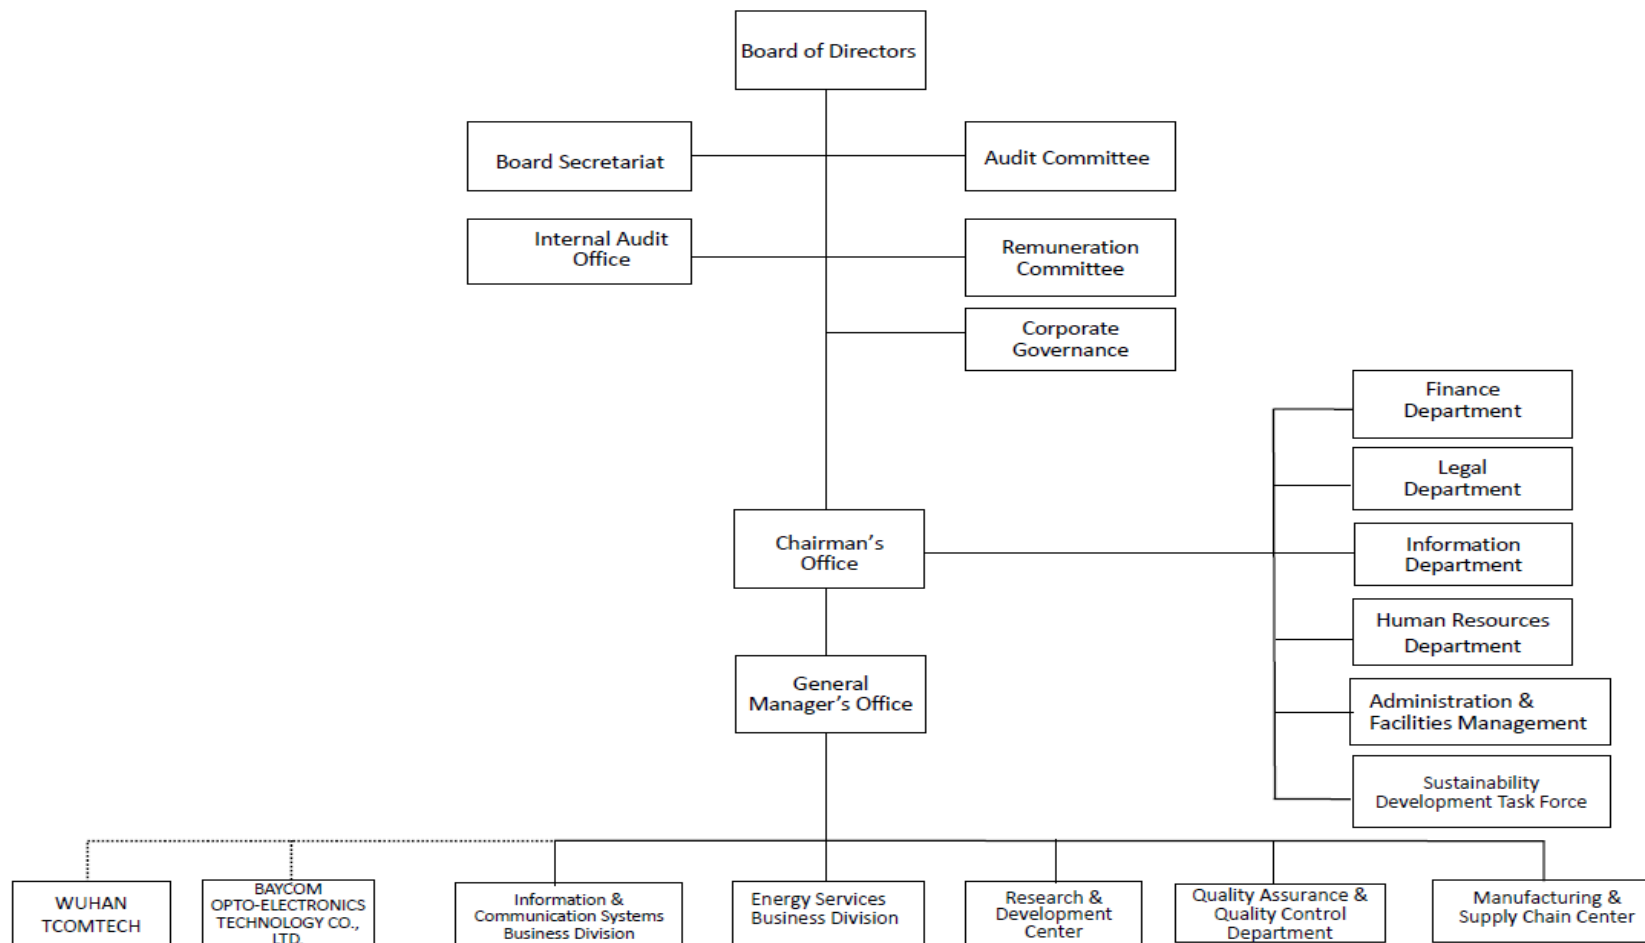 Board of Directors
Board Secretariat
Audit Committee
Internal Audit
Office
Remuneration
Committee
Corporate
Governance
Finance
Department
Legal
Department
Chairman’s
Office
Information
Department
Human Resources
Department
General
Manager’s Office
Administration &
Facilities Management
Sustainability
Development Task Force
WUHAN
TCOMTECH
BAYCOM
OPTO-ELECTRONICS
TECHNOLOGY CO.,
LTD.
Information &
Communication Systems
Business Division
Energy Services
Business Division
Research &
Development
Center
Quality Assurance &
Quality Control
Department
Manufacturing &
Supply Chain Center